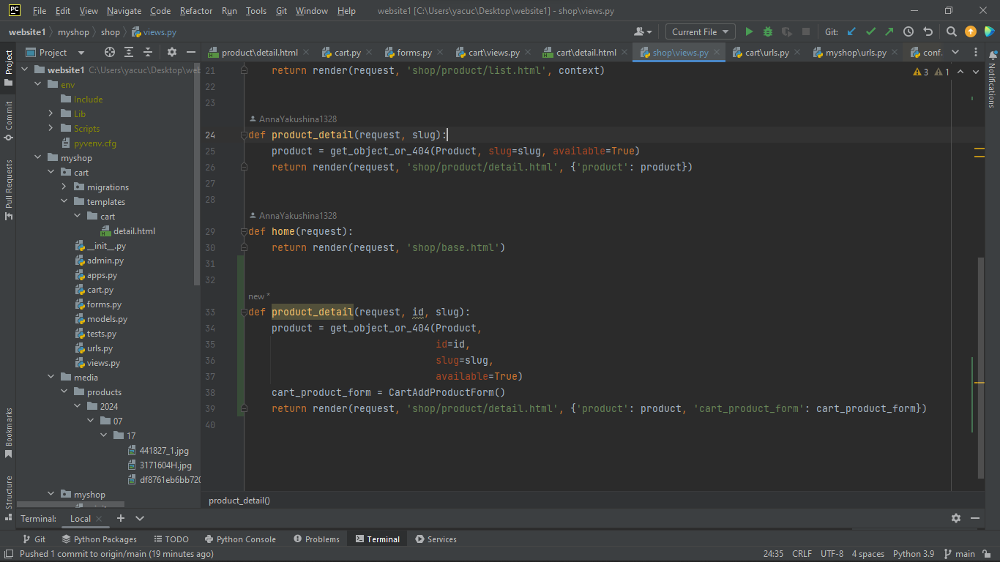 PC File Edit View Navigate Code Refactor Run Tools Git Window Help website1 [C:\Users\yacuc\Desktop\website1] - shop\views.py
website1 myshop shop views.py Current File Git:
Project product\detail.html cart.py forms.py cart\views.py cart\detail.html shop\views.py cart\urls.py myshop\urls.py conf.
Project
Commit
Pull Requests
Bookmarks
Structure
Notifications
website1 C:\Users\yacuc\Desktop\web
env
Include
Lib
Scripts
pyvenv.cfg
myshop
cart
migrations
templates
cart
detail.html
__init__.py
admin.py
apps.py
cart.py
forms.py
models.py
tests.py
urls.py
views.py
media
products
2024
07
17
441827_1.jpg
3171604H.jpg
df8761eb6bb720
myshop
3 1
21 return render(request, 'shop/product/list.html', context)
22
23
AnnaYakushina1328
24 def product_detail(request, slug):
25 product = get_object_or_404(Product, slug=slug, available=True)
26 return render(request, 'shop/product/detail.html', {'product': product})
27
28
AnnaYakushina1328
29 def home(request):
30 return render(request, 'shop/base.html')
31
32
new *
33 def product_detail(request, id, slug):
34 product = get_object_or_404(Product,
35 id=id,
36 slug=slug,
37 available=True)
38 cart_product_form = CartAddProductForm()
39 return render(request, 'shop/product/detail.html', {'product': product, 'cart_product_form': cart_product_form})
40
product_detail()
Terminal: Local
Git Python Packages TODO Python Console Problems Terminal Services
Pushed 1 commit to origin/main (19 minutes ago) 24:35 CRLF UTF-8 4 spaces Python 3.9 main